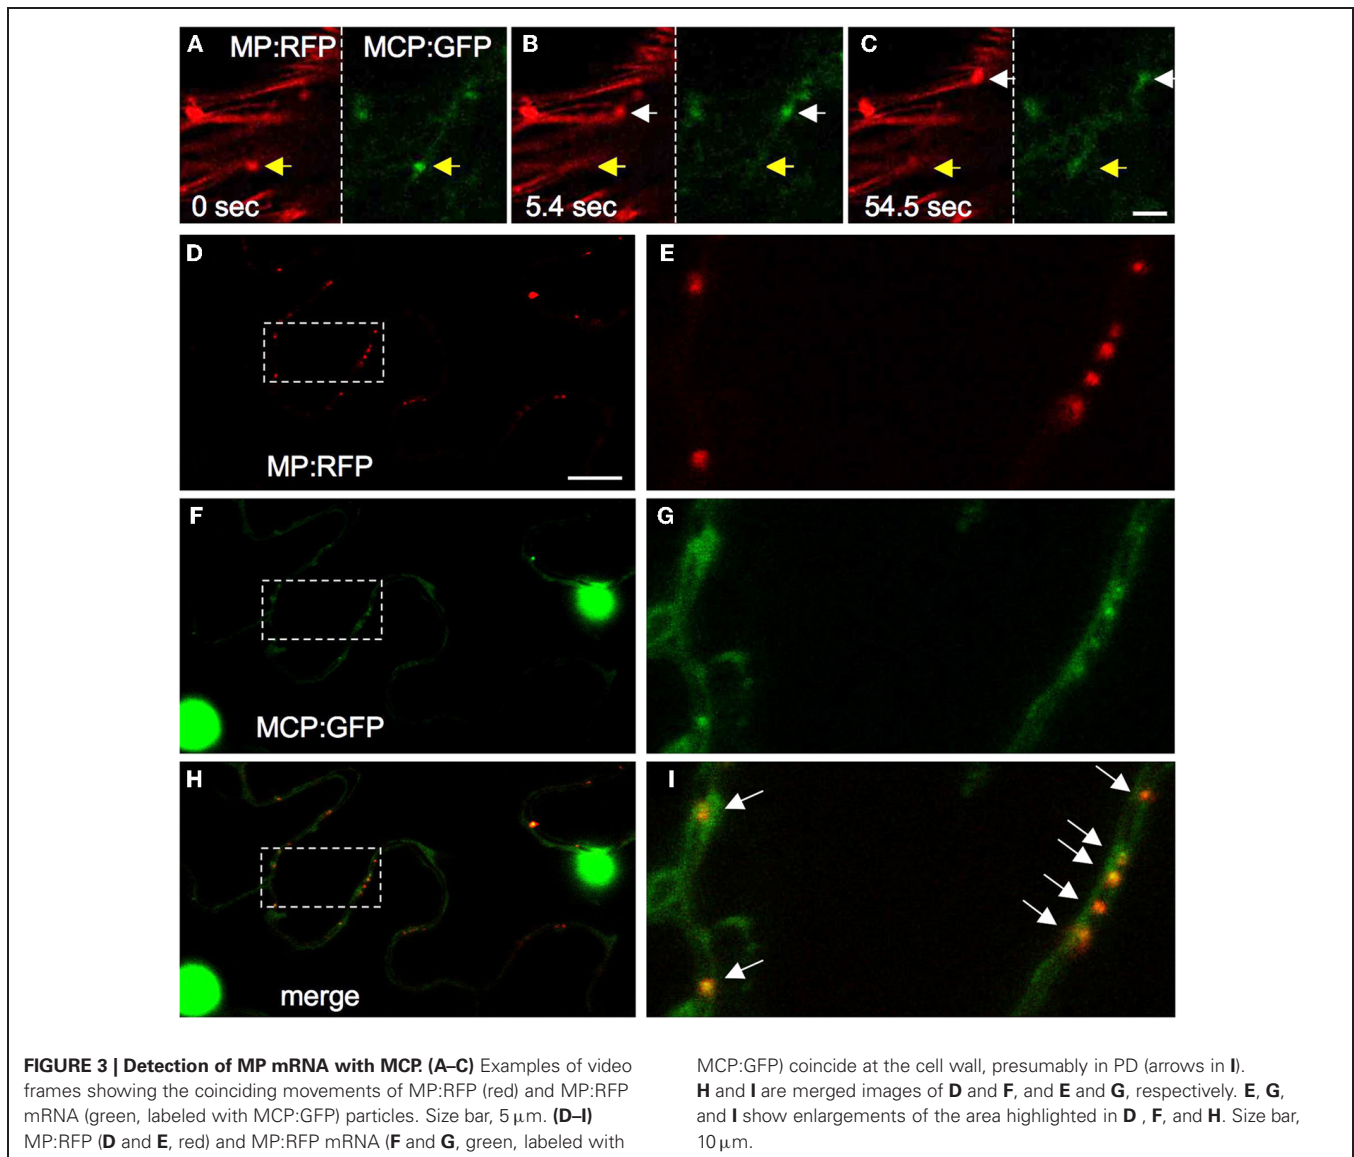 A MP:RFP MCP:GFP B C
0 sec 5.4 sec 54.5 sec
D E
MP:RFP
F G
MCP:GFP
H I
merge
FIGURE 3 | Detection of MP mRNA with MCP. (A–C) Examples of video
frames showing the coinciding movements of MP:RFP (red) and MP:RFP
mRNA (green, labeled with MCP:GFP) particles. Size bar, 5 μm. (D–I)
MP:RFP (D and E, red) and MP:RFP mRNA (F and G, green, labeled with
MCP:GFP) coincide at the cell wall, presumably in PD (arrows in I).
H and I are merged images of D and F, and E and G, respectively. E, G,
and I show enlargements of the area highlighted in D , F, and H. Size bar,
10 μm.